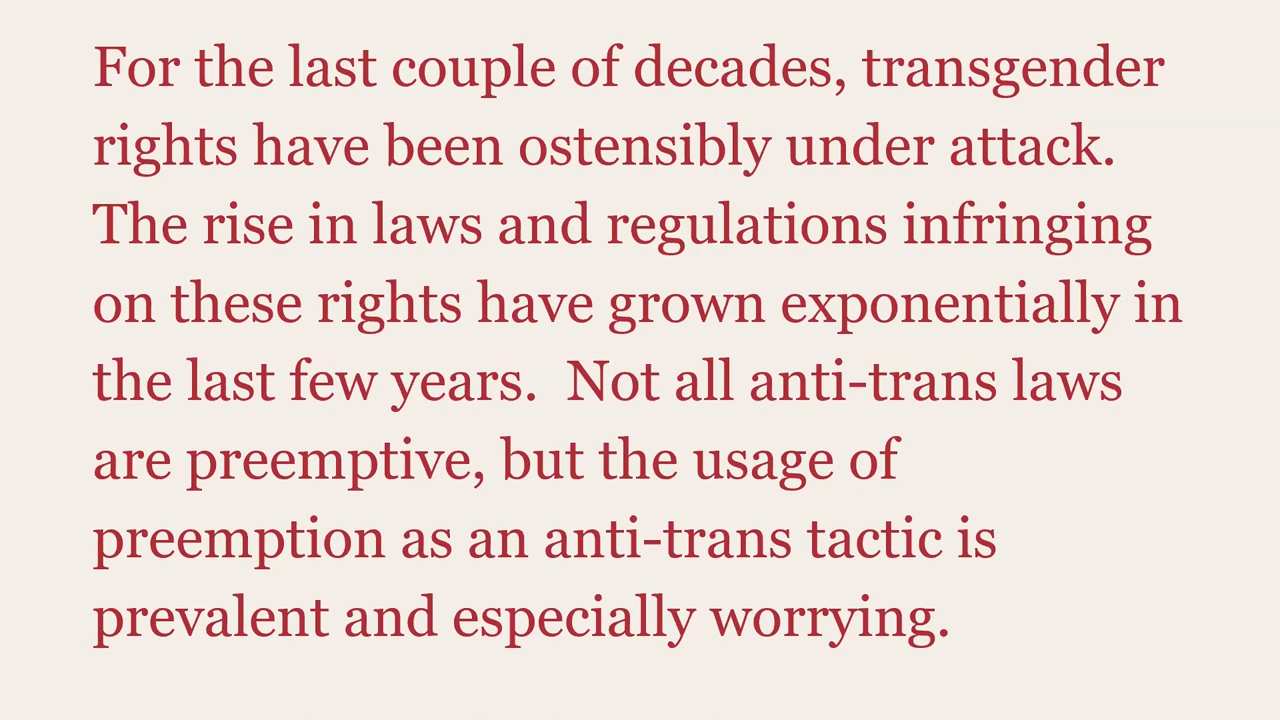 For the last couple of decades, transgender
rights have been ostensibly under attack.
The rise in laws and regulations infringing
on these rights have grown exponentially in
the last few years.  Not all anti-trans laws
are preemptive, but the usage of
preemption as an anti-trans tactic is
prevalent and especially worrying.